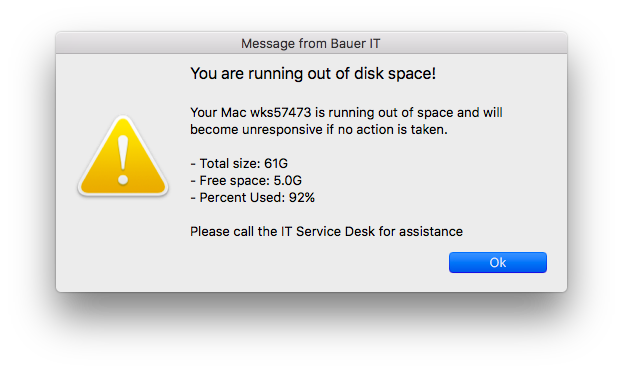 Message from Bauer IT
You are running out of disk space!
Your Mac wks57473 is running out of space and will
become unresponsive if no action is taken.
- Total size: 61G
- Free space: 5.0G
- Percent Used: 92%
Please call the IT Service Desk for assistance
Ok